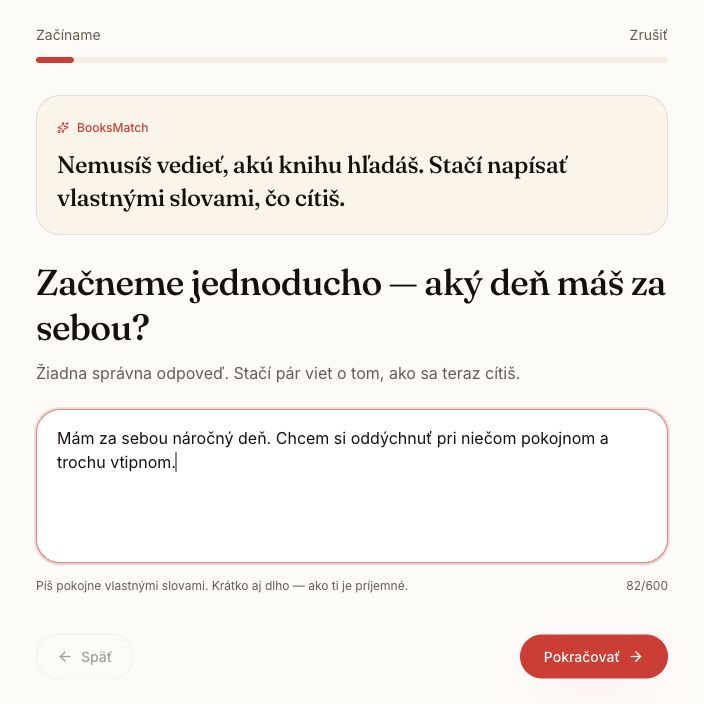 Začíname
Zrušiť
BooksMatch
Nemusíš vedieť, akú knihu hľadáš. Stačí napísať
vlastnými slovami, čo cítiš.
Začneme jednoducho — aký deň máš za
sebou?
Žiadna správna odpoveď. Stačí pár viet o tom, ako sa teraz cítiš.
Mám za sebou náročný deň. Chcem si oddýchnuť pri niečom pokojnom a
trochu vtipnom.
Píš pokojne vlastnými slovami. Krátko aj dlho — ako ti je príjemné.
82/600
Späť
Pokračovať